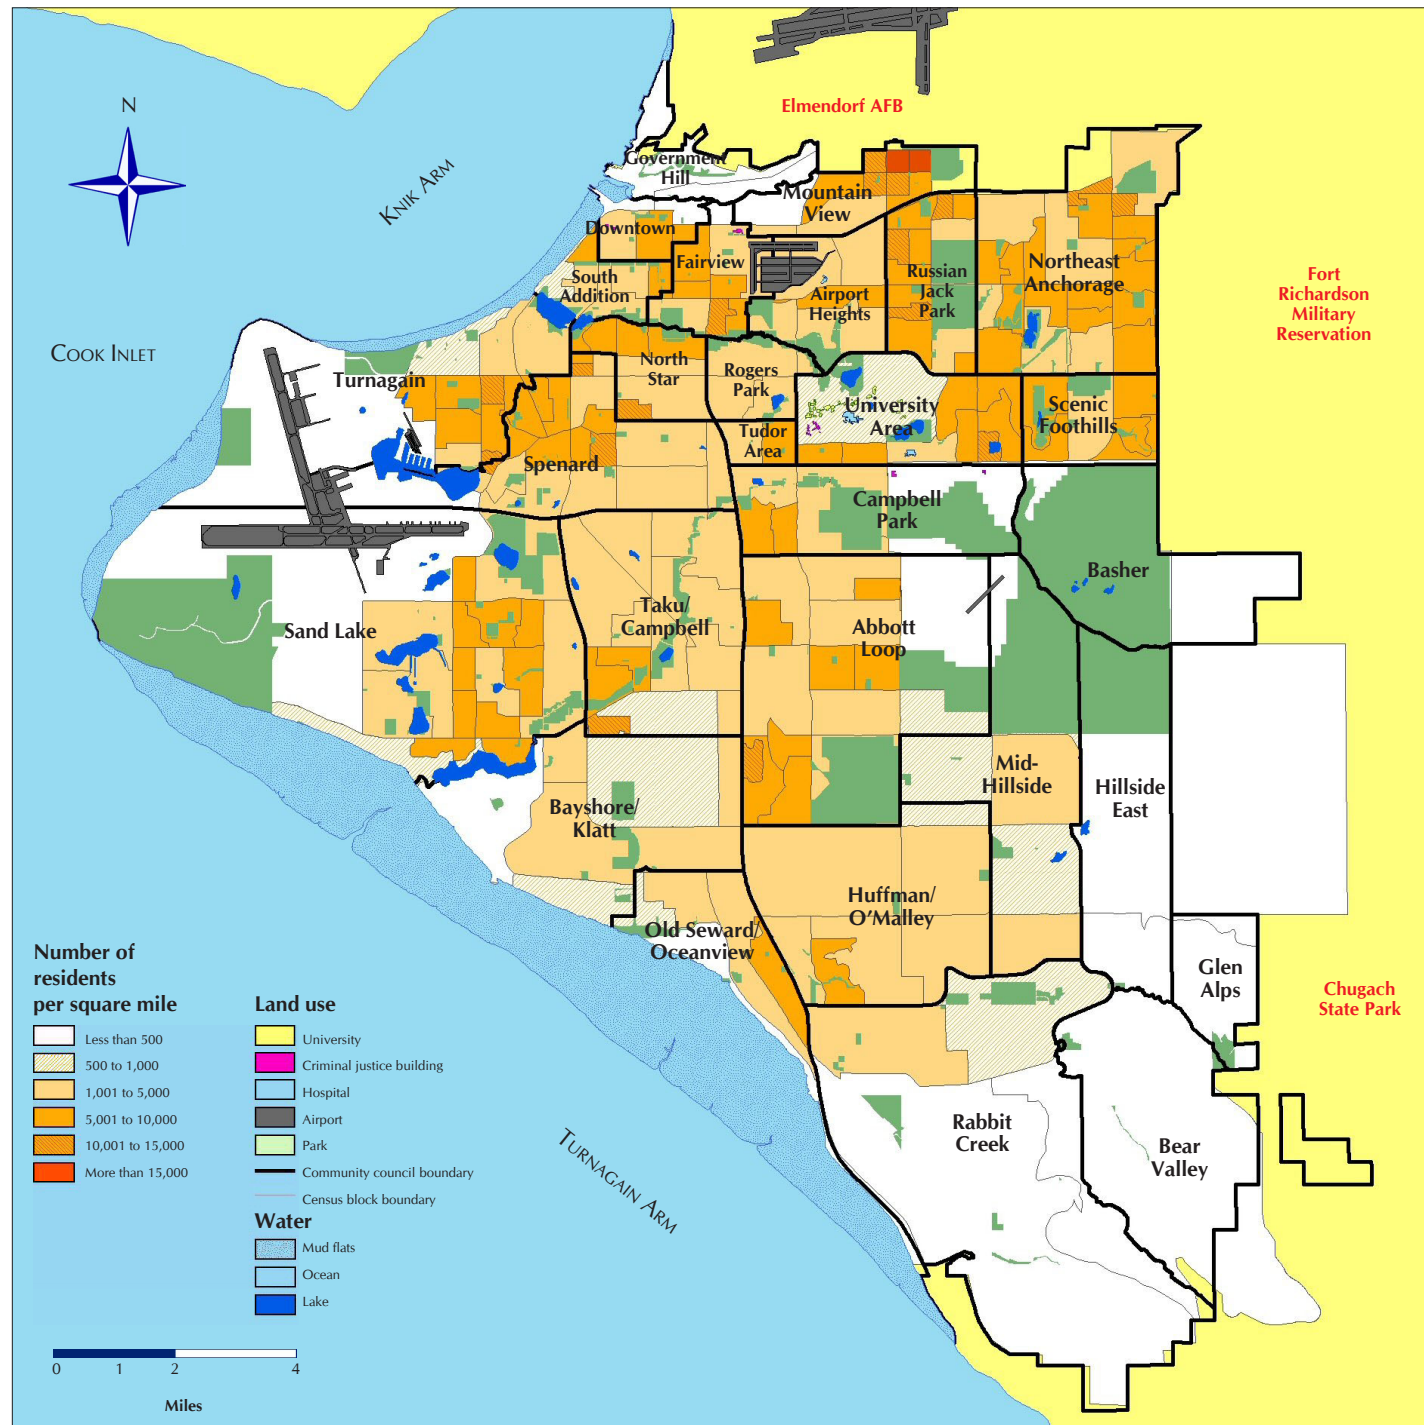 N
Elmendorf AFB
KNIK ARM
Government
Hill
Mountain
View
Downtown
Fairview
South
Addition
Airport
Heights
Russian
Jack
Park
Northeast
Anchorage
Fort
Richardson
Military
Reservation
COOK INLET
Turnagain
North
Star
Rogers
Park
University
Area
Scenic
Foothills
Tudor
Area
Spenard
Campbell
Park
Basher
Sand Lake
Taku/
Campbell
Abbott
Loop
Mid-
Hillside
Hillside
East
Bayshore/
Klatt
Huffman/
O'Malley
Old Seward/
Oceanview
Glen
Alps
Chugach
State Park
Rabbit
Creek
Bear
Valley
TURNAGAIN ARM
Number of
residents
per square mile
Less than 500
500 to 1,000
1,001 to 5,000
5,001 to 10,000
10,001 to 15,000
More than 15,000
Land use
University
Criminal justice building
Hospital
Airport
Park
Community council boundary
Census block boundary
Water
Mud flats
Ocean
Lake
0 1 2 4
Miles